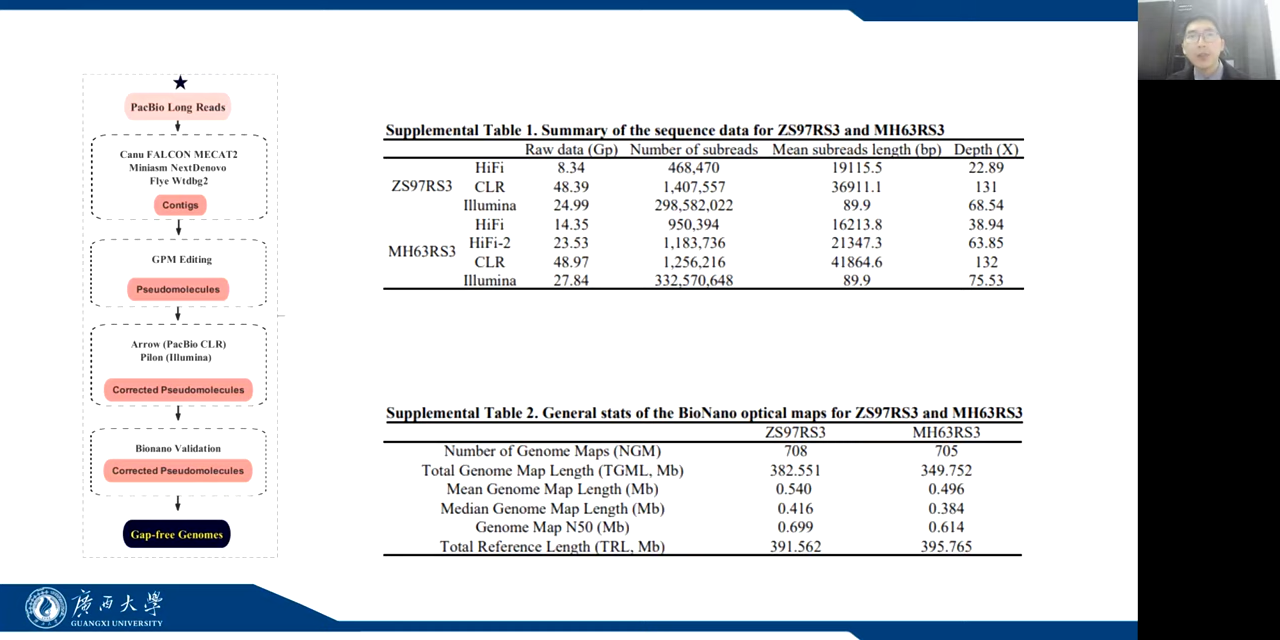 ★
PacBio Long Reads
Canu FALCON MECAT2
Miniasm NextDenovo
Flye Wtdbg2
Contigs
GPM Editing
Pseudomolecules
Arrow (PacBio CLR)
Pilon (Illumina)
Corrected Pseudomolecules
Bionano Validation
Corrected Pseudomolecules
Gap-free Genomes
Supplemental Table 1. Summary of the sequence data for ZS97RS3 and MH63RS3
Raw data (Gp) Number of subreads Mean subreads length (bp) Depth (X)
ZS97RS3
HiFi 8.34 468,470 19115.5 22.89
CLR 48.39 1,407,557 36911.1 131
Illumina 24.99 298,582,022 89.9 68.54
MH63RS3
HiFi 14.35 950,394 16213.8 38.94
HiFi-2 23.53 1,183,736 21347.3 63.85
CLR 48.97 1,256,216 41864.6 132
Illumina 27.84 332,570,648 89.9 75.53
Supplemental Table 2. General stats of the BioNano optical maps for ZS97RS3 and MH63RS3
ZS97RS3 MH63RS3
Number of Genome Maps (NGM) 708 705
Total Genome Map Length (TGML, Mb) 382.551 349.752
Mean Genome Map Length (Mb) 0.540 0.496
Median Genome Map Length (Mb) 0.416 0.384
Genome Map N50 (Mb) 0.699 0.614
Total Reference Length (TRL, Mb) 391.562 395.765
廣西大學
GUANGXI UNIVERSITY